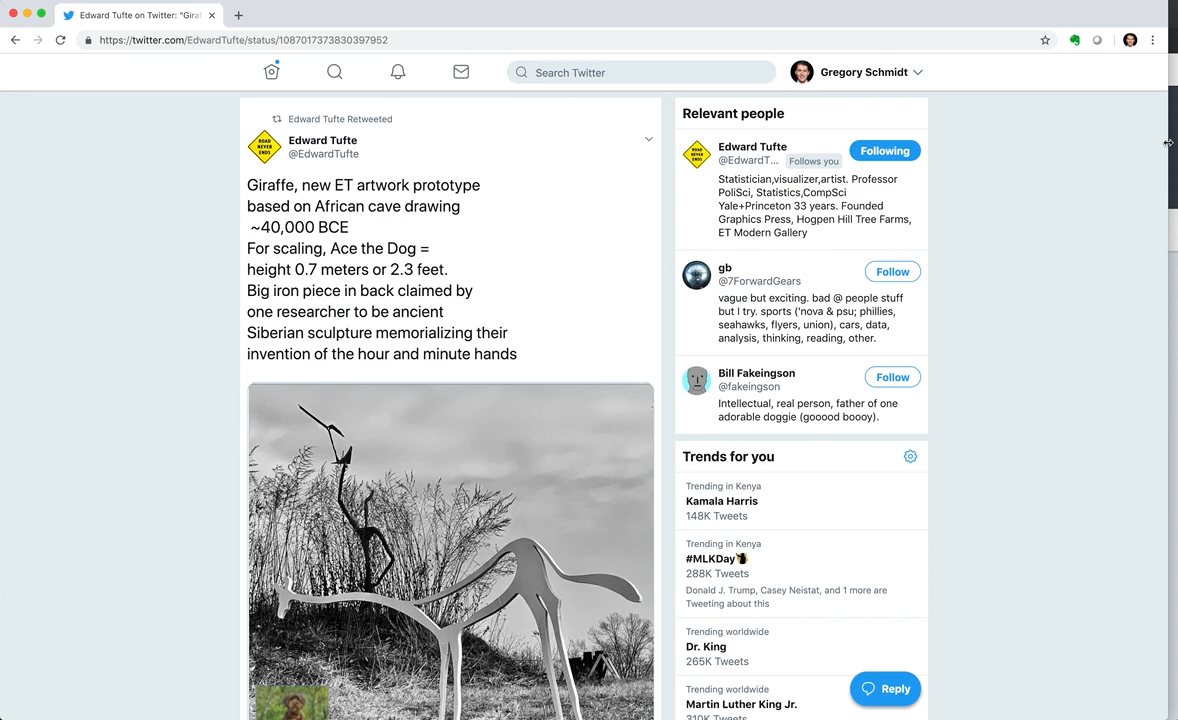 Edward Tufte on Twitter: "Giraf
https://twitter.com/EdwardTufte/status/1087017373830397952
Search Twitter
Gregory Schmidt
Edward Tufte Retweeted
ROAD
NEVER
ENDS
Edward Tufte
@EdwardTufte
Giraffe, new ET artwork prototype
based on African cave drawing
~40,000 BCE
For scaling, Ace the Dog =
height 0.7 meters or 2.3 feet.
Big iron piece in back claimed by
one researcher to be ancient
Siberian sculpture memorializing their
invention of the hour and minute hands
Relevant people
ROAD
NEVER
ENDS
Edward Tufte
@EdwardT... Follows you
Following
Statistician,visualizer,artist. Professor
PoliSci, Statistics,CompSci
Yale+Princeton 33 years. Founded
Graphics Press, Hogpen Hill Tree Farms,
ET Modern Gallery
gb
@7ForwardGears
Follow
vague but exciting. bad @ people stuff
but I try. sports ('nova & psu; phillies,
seahawks, flyers, union), cars, data,
analysis, thinking, reading, other.
Bill Fakeingson
@fakeingson
Follow
Intellectual, real person, father of one
adorable doggie (gooood boooy).
Trends for you
Trending in Kenya
Kamala Harris
148K Tweets
Trending in Kenya
#MLKDay
288K Tweets
Donald J. Trump, Casey Neistat, and 1 more are
Tweeting about this
Trending worldwide
Dr. King
265K Tweets
Trending worldwide
Martin Luther King Jr.
310K Tweets
Reply